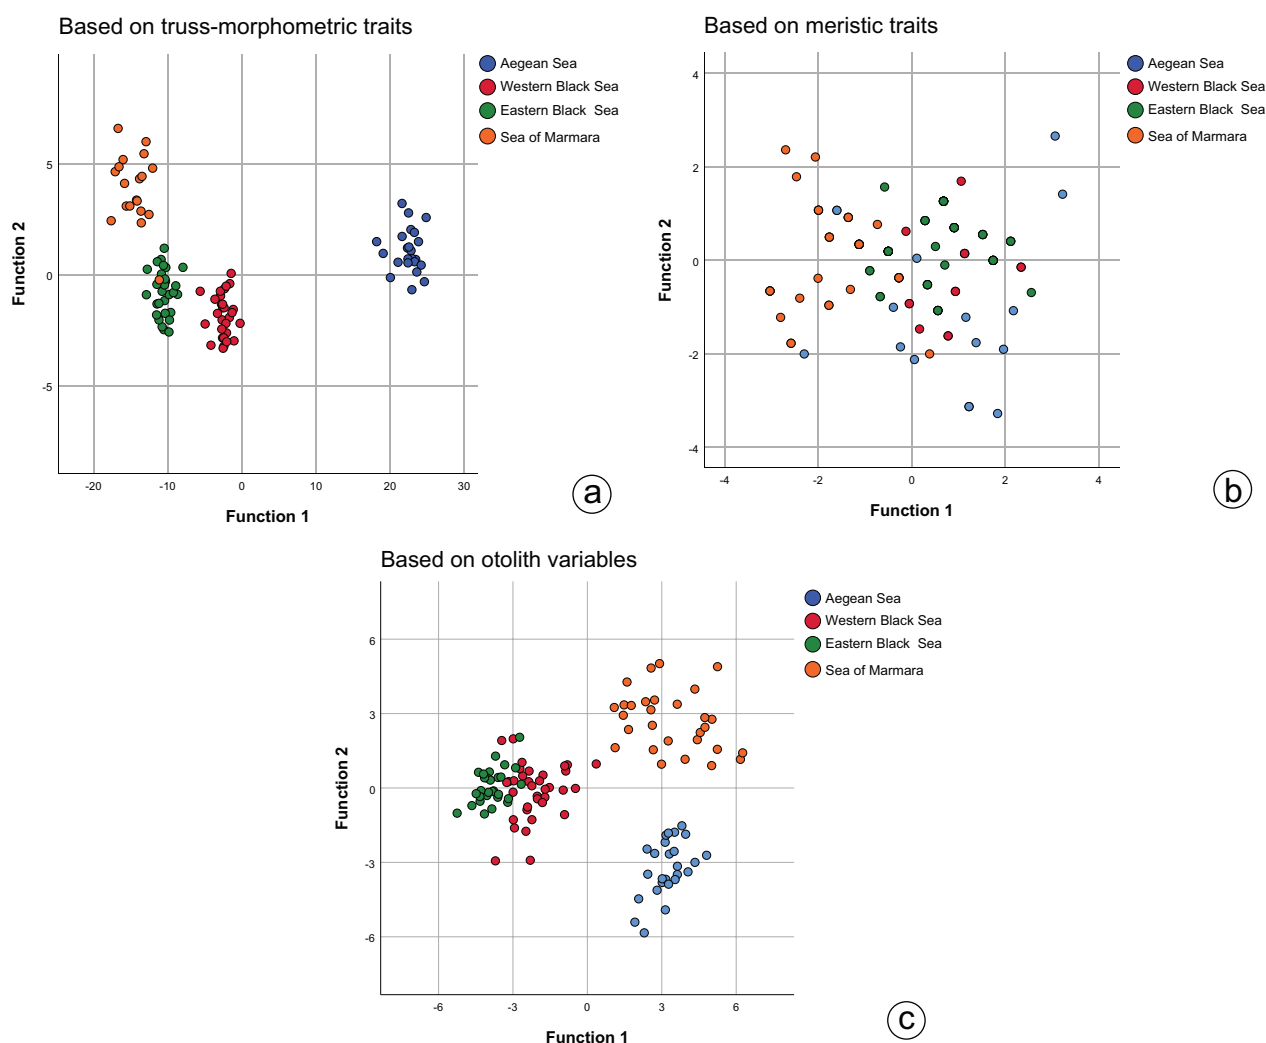 Based on truss-morphometric traits
Aegean Sea
Western Black Sea
Eastern Black Sea
Sea of Marmara
5
0
-5
Function 2
-20
-10
0
10
20
30
Function 1
a
Based on meristic traits
Aegean Sea
Western Black Sea
Eastern Black Sea
Sea of Marmara
4
2
0
-2
-4
Function 2
-4
-2
0
2
4
Function 1
b
Based on otolith variables
Aegean Sea
Western Black Sea
Eastern Black Sea
Sea of Marmara
6
3
0
-3
-6
Function 2
-6
-3
0
3
6
Function 1
c